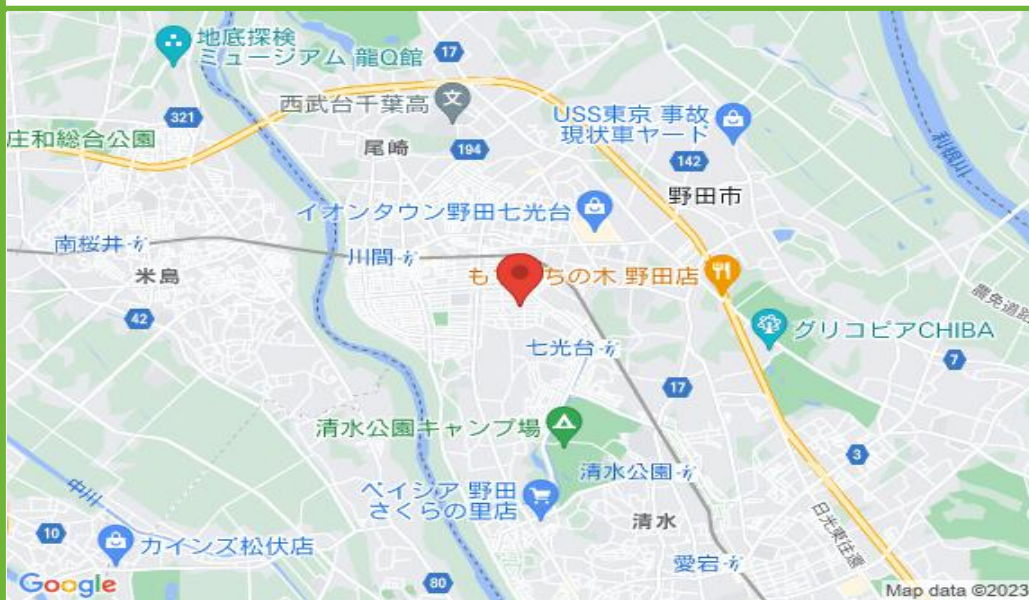 地底探検
ミュージアム 龍Q館
17
西武台千葉高
文
USS東京 事故
現状車ヤード
321
庄和総合公園
尾崎
194
142
利根川
野田市
イオンタウン野田七光台
南桜井
川間
米島
ちの木 野田店
42
農免道路
グリコピアCHIBA
七光台
7
17
清水公園キャンプ場
3
清水公園
ベイシア 野田
さくらの里店
中川
清水
日光東往還
10
カインズ松伏店
愛宕
80
Google
Map data ©2023